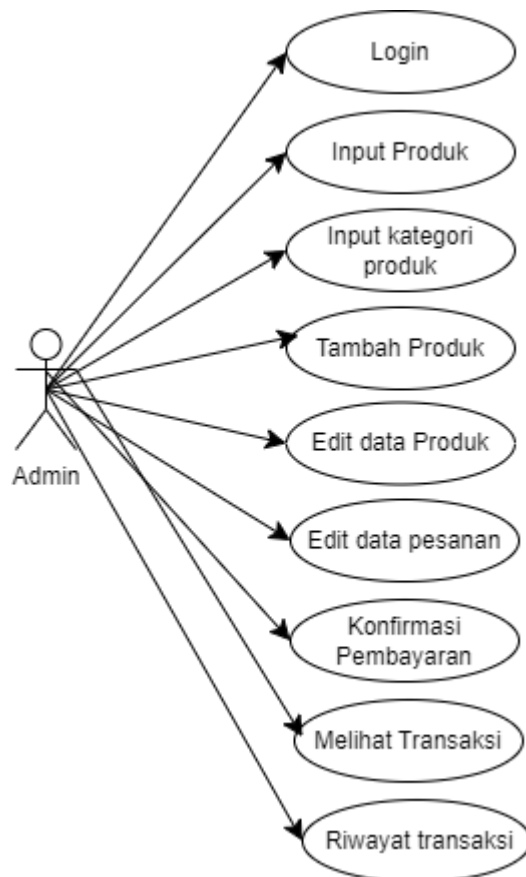 Login
Input Produk
Input kategori
produk
Tambah Produk
Edit data Produk
Admin
Edit data pesanan
Konfirmasi
Pembayaran
Melihat Transaksi
Riwayat transaksi